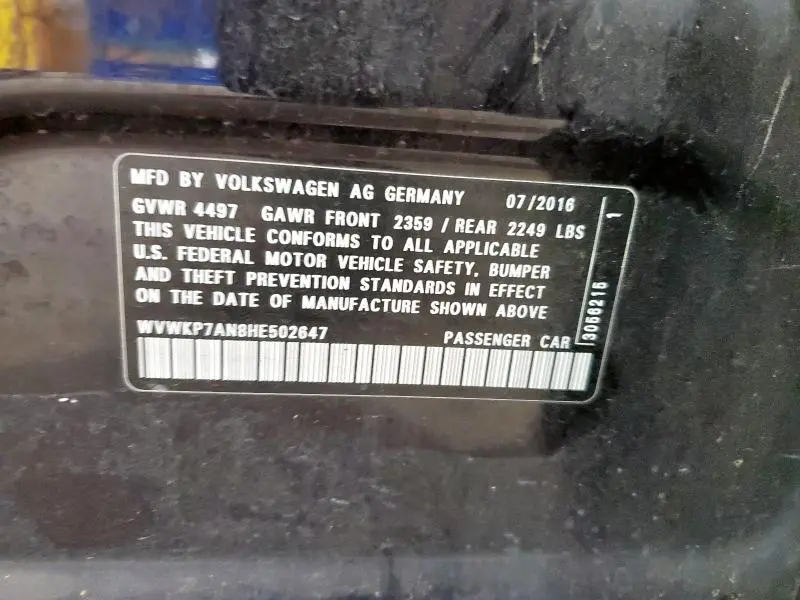 MFD BY VOLKSWAGEN AG GERMANY 07/2016
GVWR 4497 GAWR FRONT 2359 / REAR 2249 LBS
THIS VEHICLE CONFORMS TO ALL APPLICABLE
U.S. FEDERAL MOTOR VEHICLE SAFETY, BUMPER
AND THEFT PREVENTION STANDARDS IN EFFECT
ON THE DATE OF MANUFACTURE SHOWN ABOVE
WVWKP7AN8HE502647 PASSENGER CAR
3056216 1